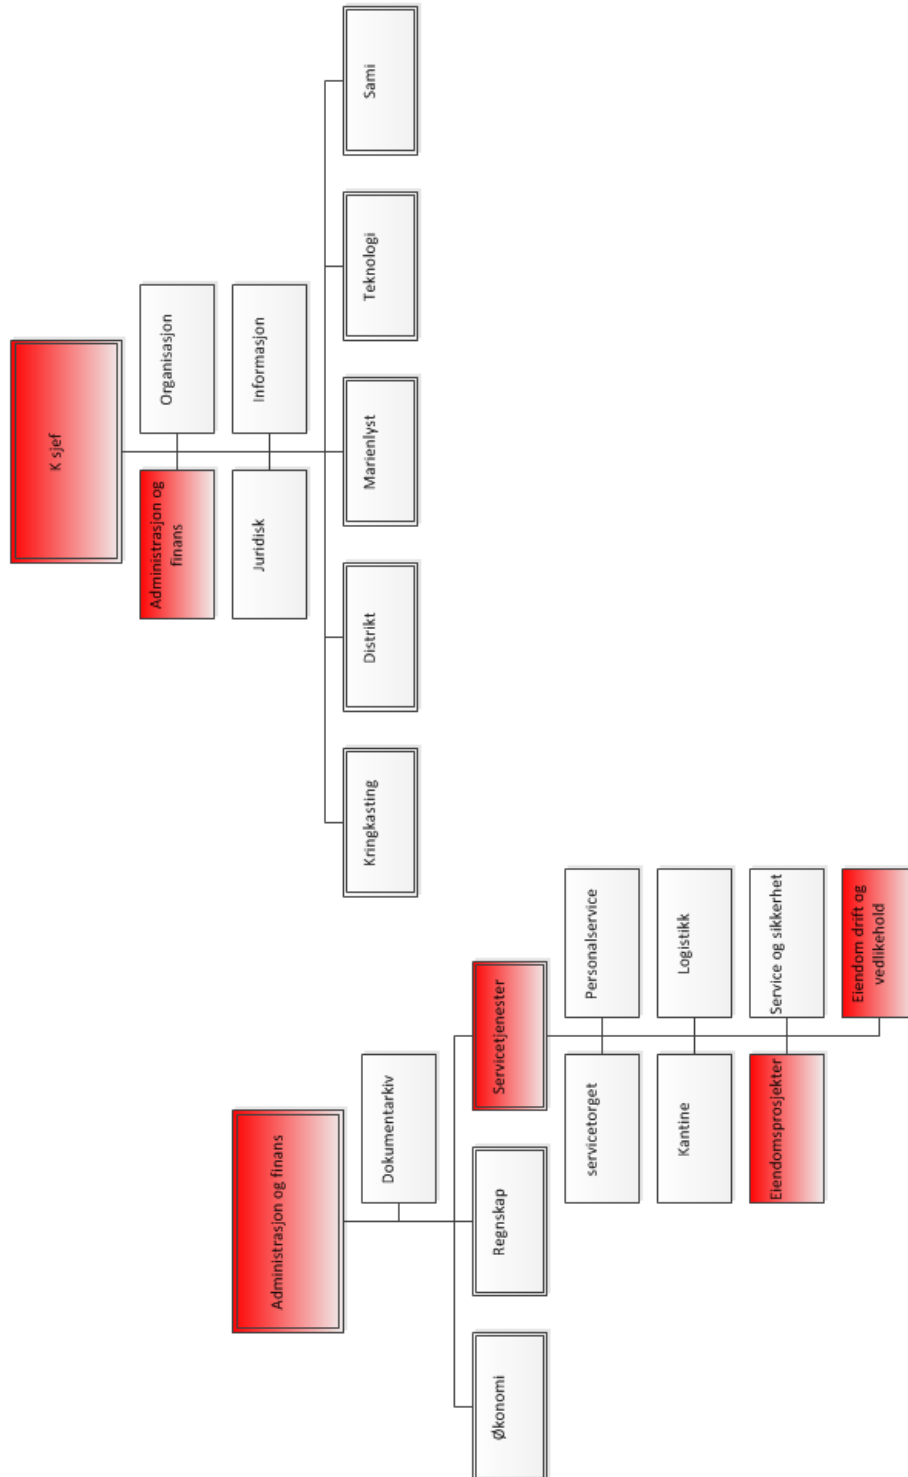 K sjef
Administrasjon og
finans
Organisasjon
Juridisk
Informasjon
Kringkasting
Distrikt
Marienlyst
Teknologi
Sami
Administrasjon og finans
Dokumentarkiv
Økonomi
Regnskap
Servicetjenester
servicetorget
Personalservice
Kantine
Logistikk
Eiendomsprosjekter
Service og sikkerhet
Eiendom drift og
vedlikehold